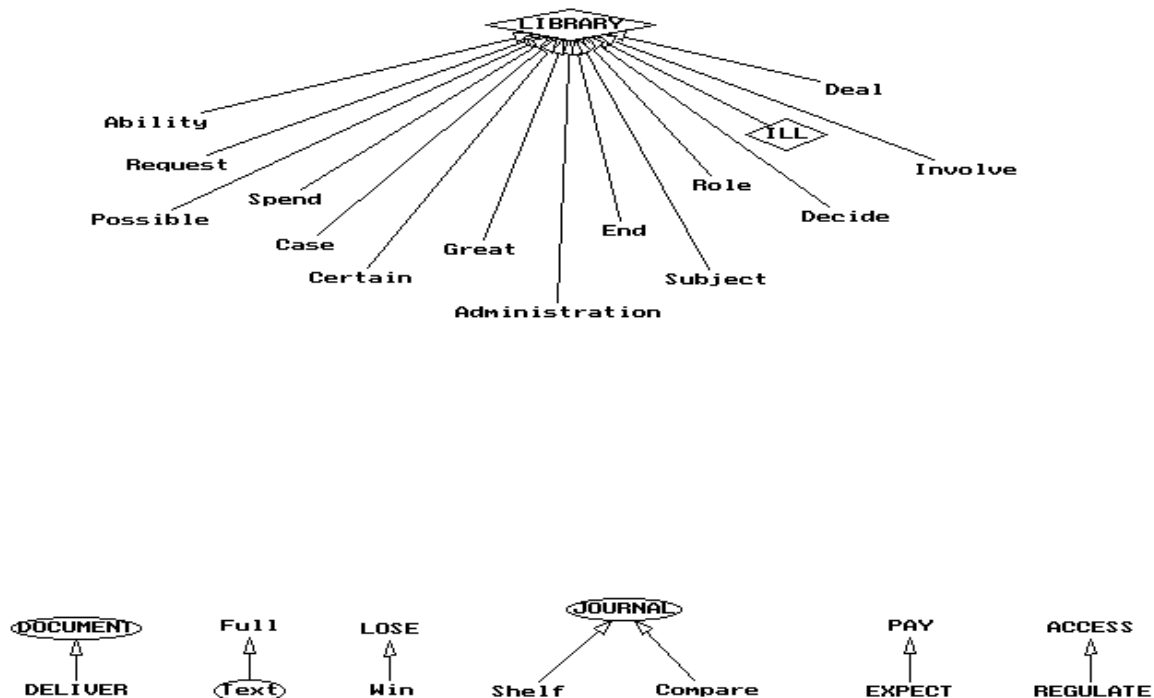 LIBRARY
Deal
Ability
ILL
Request
Involve
Role
Spend
Possible
Decide
End
Case
Great
Certain
Subject
Administration
JOURNAL
DOCUMENT
Full
LOSE
PAY
ACCESS
DELIVER
Text
Win
Shelf
Compare
EXPECT
REGULATE